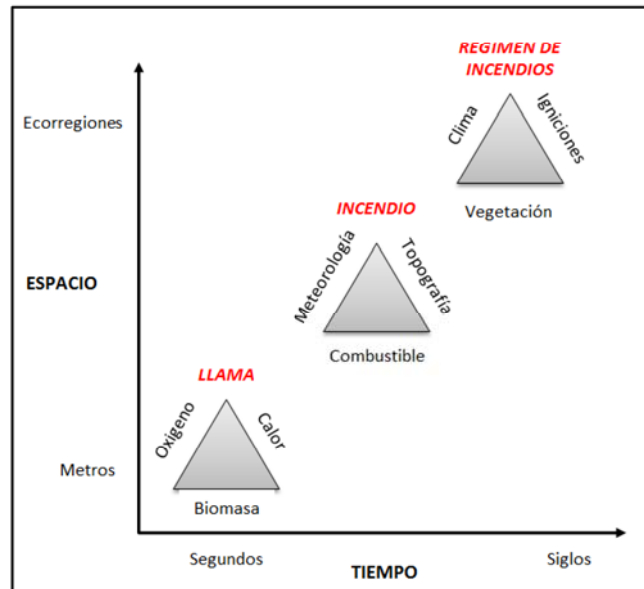 RÉGIMEN DE
INCENDIOS
Ecorregiones
Clima
Igniciones
Vegetación
INCENDIO
ESPACIO
Meteorología
Topografía
Combustible
LLAMA
Oxigeno
Calor
Metros
Biomasa
Segundos
Siglos
TIEMPO